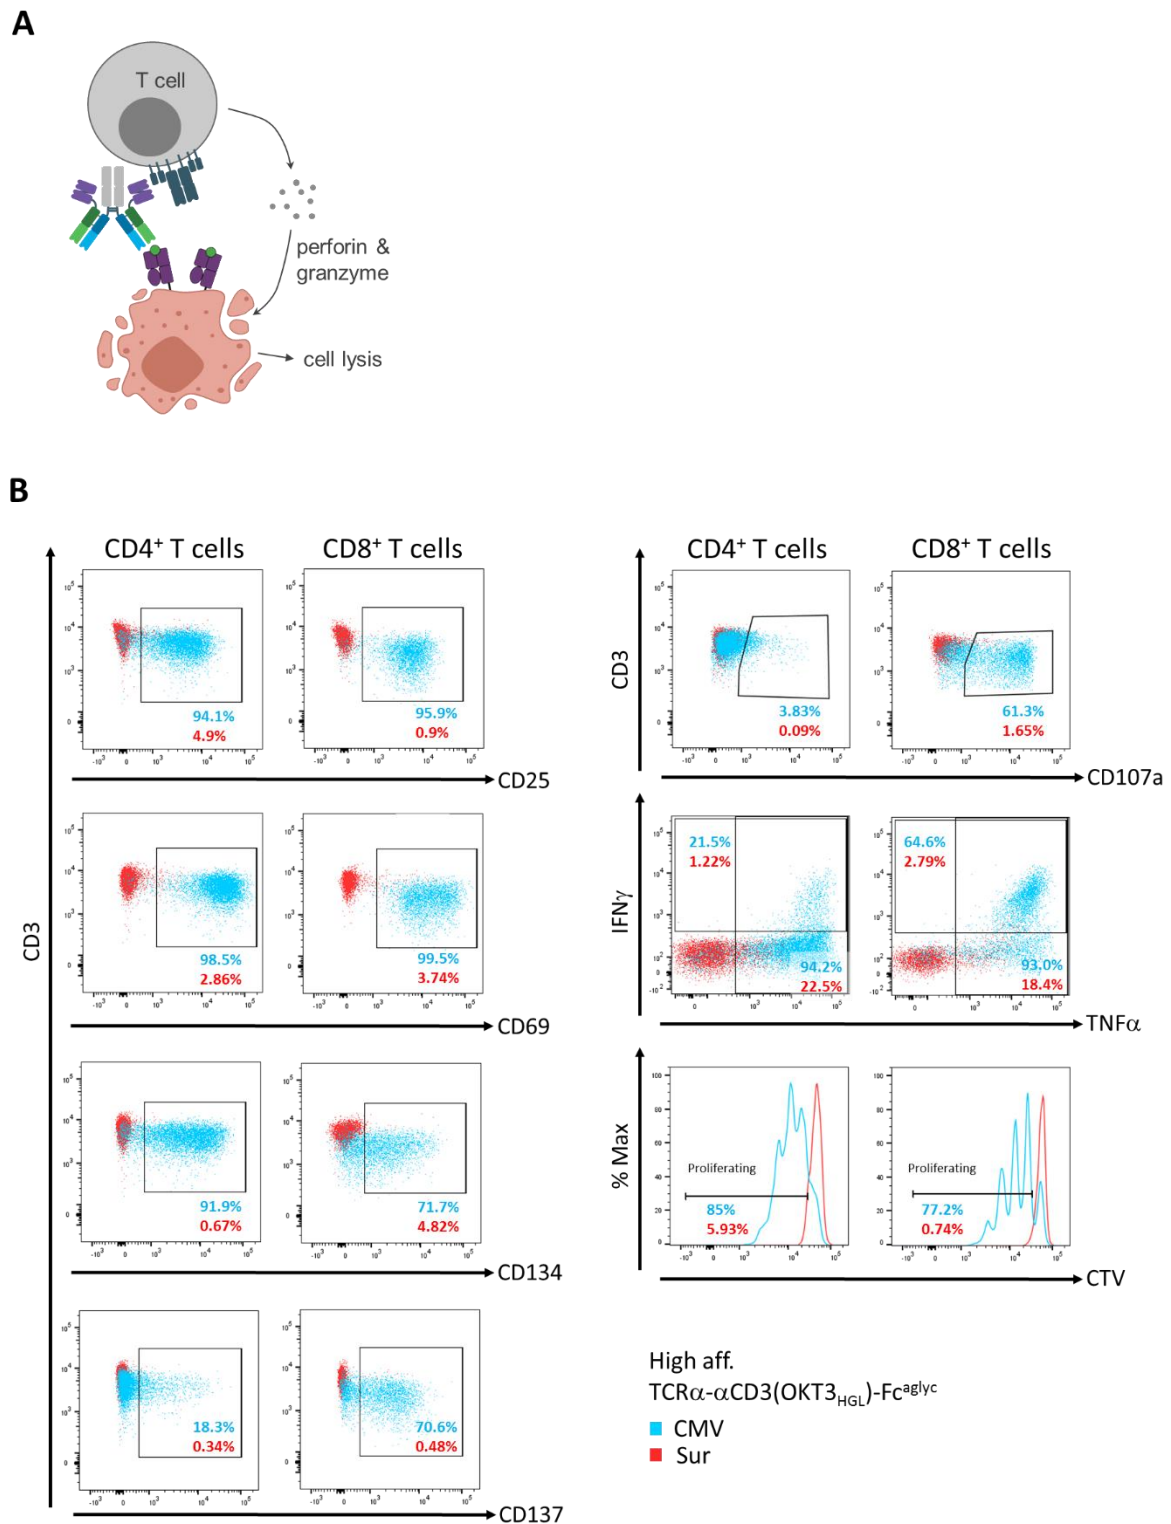 A
T cell
perforin &
granzyme
cell lysis
B
CD4⁺ T cells
CD8⁺ T cells
CD3
94.1%
4.9%
95.9%
0.9%
CD25
98.5%
2.86%
99.5%
3.74%
CD69
91.9%
0.67%
71.7%
4.82%
CD134
18.3%
0.34%
70.6%
0.48%
CD137
CD4⁺ T cells
CD8⁺ T cells
CD3
3.83%
0.09%
61.3%
1.65%
CD107a
IFNγ
21.5%
1.22%
94.2%
22.5%
64.6%
2.79%
93.0%
18.4%
TNFα
% Max
Proliferating
85%
5.93%
Proliferating
77.2%
0.74%
CTV
High aff.
TCRα-αCD3(OKT3HGL)-Fcaglyc
CMV
Sur